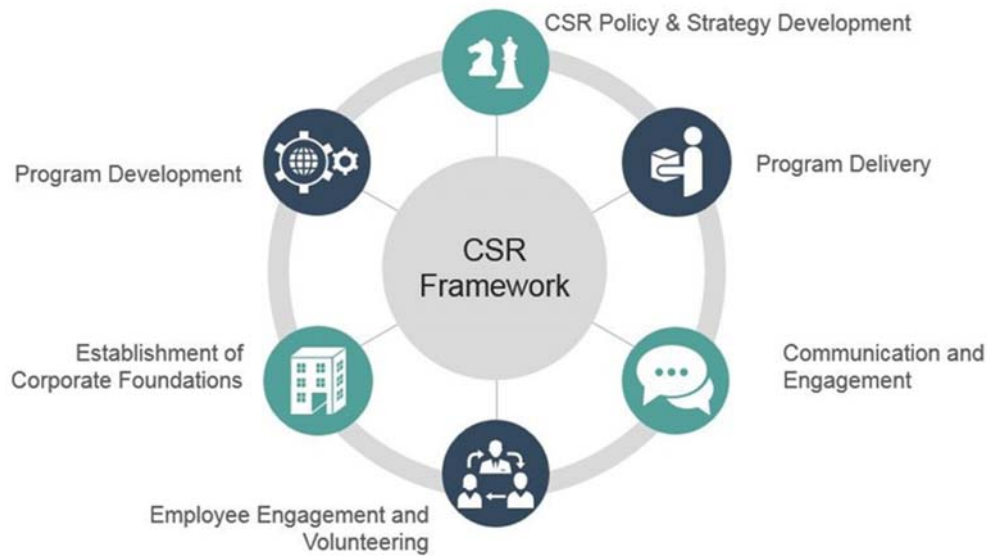 CSR Policy & Strategy Development
Program Development
Program Delivery
CSR
Framework
Establishment of
Corporate Foundations
Communication and
Engagement
Employee Engagement and
Volunteering